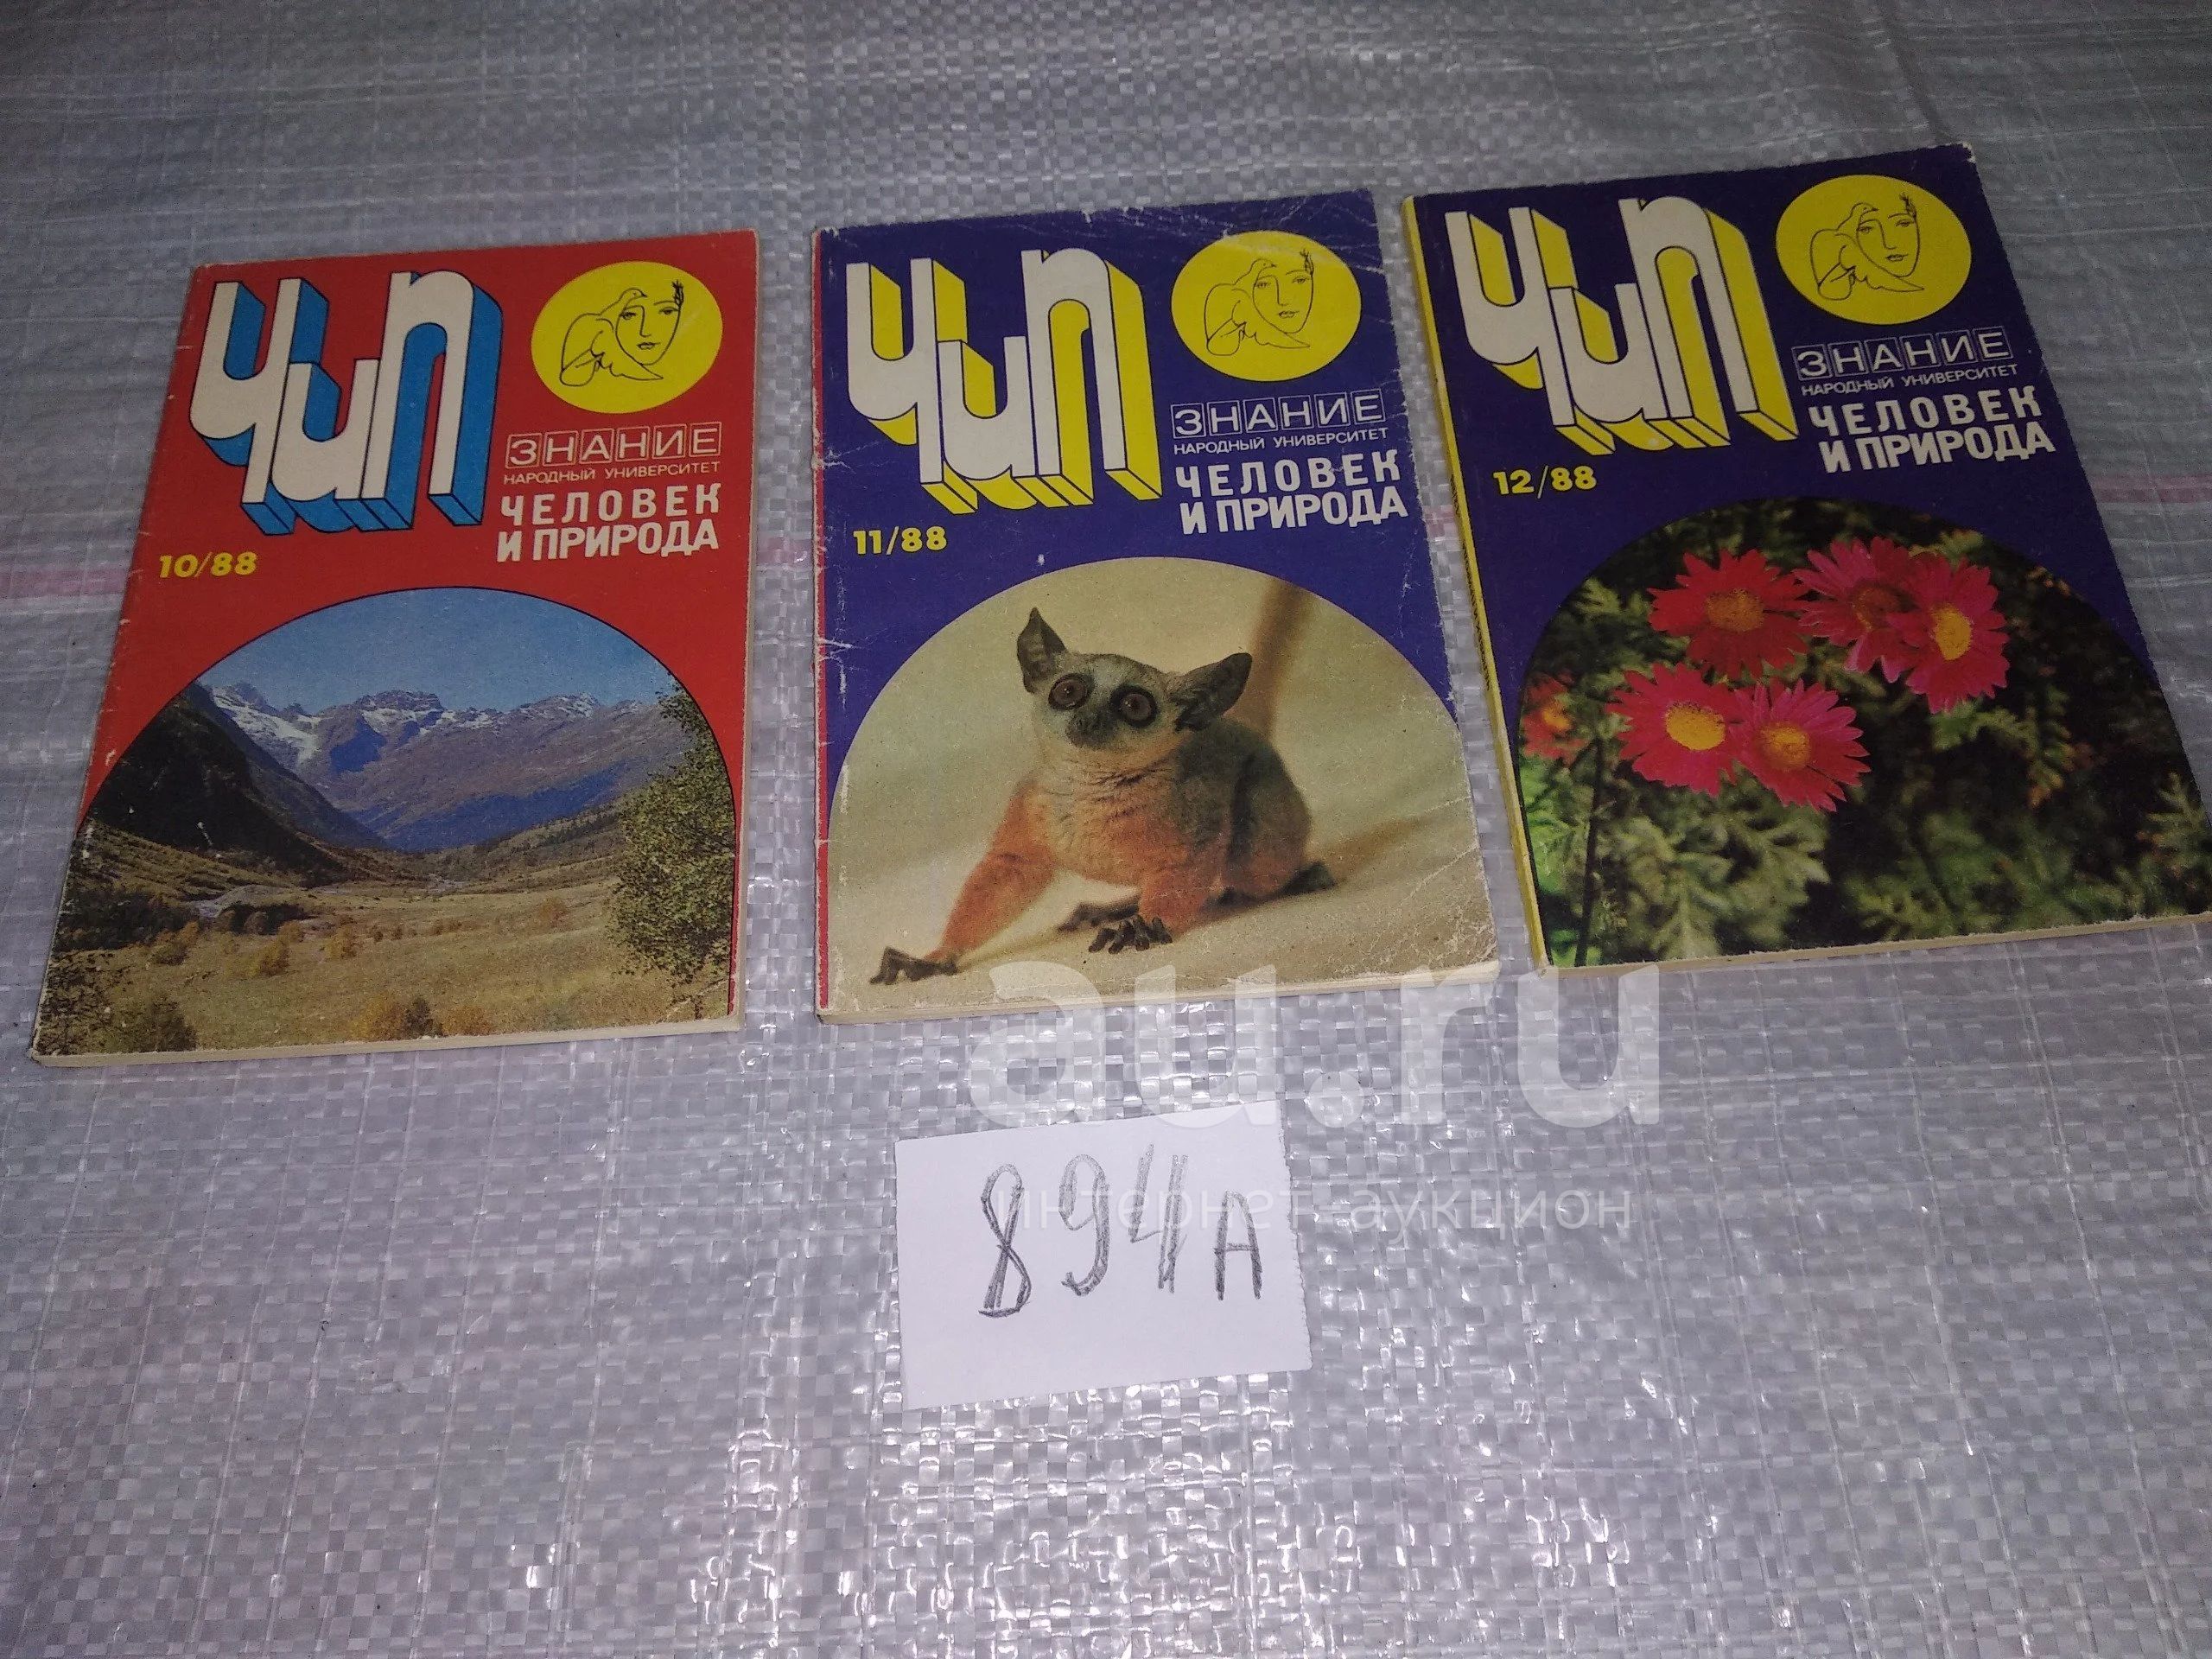 ЧиП
ЗНАНИЕ
НАРОДНЫЙ УНИВЕРСИТЕТ
ЧЕЛОВЕК
И ПРИРОДА
10/88
ЧиП
ЗНАНИЕ
НАРОДНЫЙ УНИВЕРСИТЕТ
ЧЕЛОВЕК
И ПРИРОДА
11/88
ЧиП
ЗНАНИЕ
НАРОДНЫЙ УНИВЕРСИТЕТ
ЧЕЛОВЕК
И ПРИРОДА
12/88
au.ru
интернет-аукцион
894А